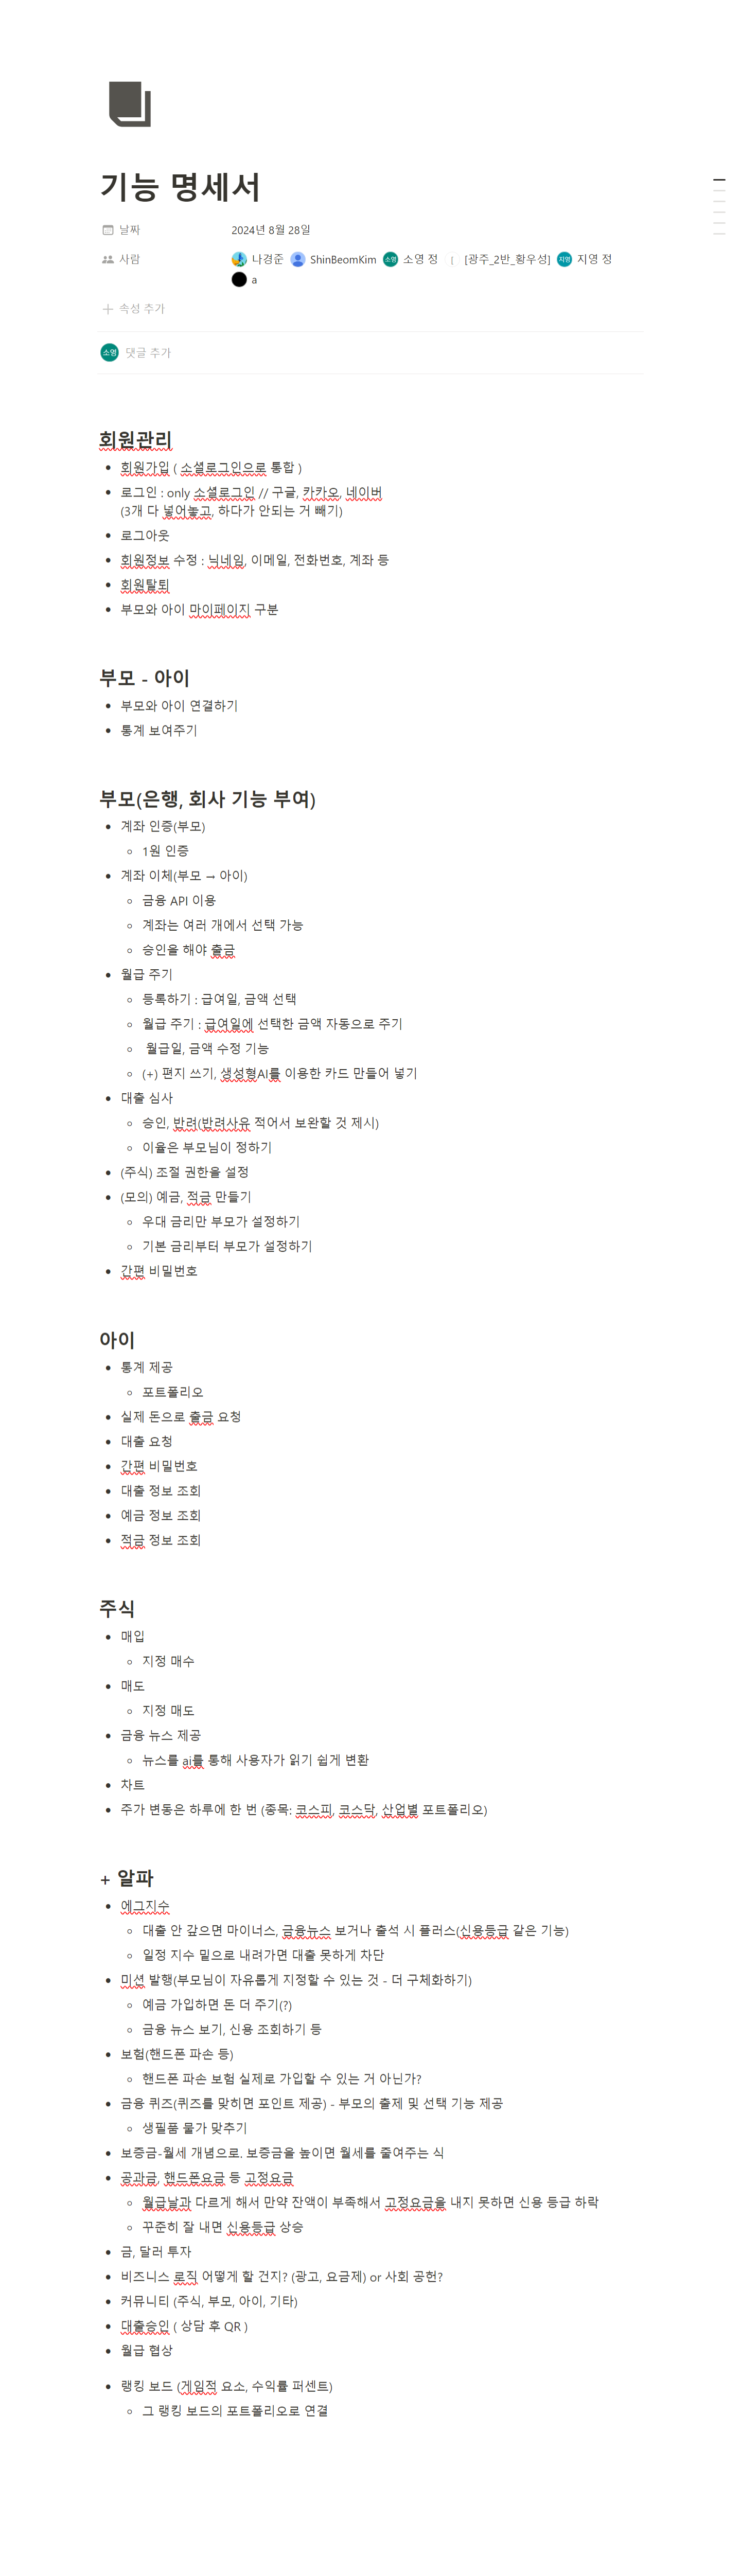 기능 명세서
날짜 2024년 8월 28일
사람 나경준 ShinBeomKim 소영 소영 정 [ [광주_2반_황우성] 지영 지영 정
a
속성 추가
소영 댓글 추가
회원관리
회원가입 ( 소셜로그인으로 통합 )
로그인 : only 소셜로그인 // 구글, 카카오, 네이버
(3개 다 넣어놓고, 하다가 안되는 거 빼기)
로그아웃
회원정보 수정 : 닉네임, 이메일, 전화번호, 계좌 등
회원탈퇴
부모와 아이 마이페이지 구분
부모 - 아이
부모와 아이 연결하기
통계 보여주기
부모(은행, 회사 기능 부여)
계좌 인증(부모)
1원 인증
계좌 이체(부모 → 아이)
금융 API 이용
계좌는 여러 개에서 선택 가능
승인을 해야 출금
월급 주기
등록하기 : 급여일, 금액 선택
월급 주기 : 급여일에 선택한 금액 자동으로 주기
월급일, 금액 수정 기능
(+) 편지 쓰기, 생성형AI를 이용한 카드 만들어 넣기
대출 심사
승인, 반려(반려사유 적어서 보완할 것 제시)
이율은 부모님이 정하기
(주식) 조절 권한을 설정
(모의) 예금, 적금 만들기
우대 금리만 부모가 설정하기
기본 금리부터 부모가 설정하기
간편 비밀번호
아이
통계 제공
포트폴리오
실제 돈으로 출금 요청
대출 요청
간편 비밀번호
대출 정보 조회
예금 정보 조회
적금 정보 조회
주식
매입
지정 매수
매도
지정 매도
금융 뉴스 제공
뉴스를 ai를 통해 사용자가 읽기 쉽게 변환
차트
주가 변동은 하루에 한 번 (종목: 코스피, 코스닥, 산업별 포트폴리오)
+ 알파
에그지수
대출 안 갚으면 마이너스, 금융뉴스 보거나 출석 시 플러스(신용등급 같은 기능)
일정 지수 밑으로 내려가면 대출 못하게 차단
미션 발행(부모님이 자유롭게 지정할 수 있는 것 - 더 구체화하기)
예금 가입하면 돈 더 주기(?)
금융 뉴스 보기, 신용 조회하기 등
보험(핸드폰 파손 등)
핸드폰 파손 보험 실제로 가입할 수 있는 거 아닌가?
금융 퀴즈(퀴즈를 맞히면 포인트 제공) - 부모의 출제 및 선택 기능 제공
생필품 물가 맞추기
보증금-월세 개념으로. 보증금을 높이면 월세를 줄여주는 식
공과금, 핸드폰요금 등 고정요금
월급날과 다르게 해서 만약 잔액이 부족해서 고정요금을 내지 못하면 신용 등급 하락
꾸준히 잘 내면 신용등급 상승
금, 달러 투자
비즈니스 로직 어떻게 할 건지? (광고, 요금제) or 사회 공헌?
커뮤니티 (주식, 부모, 아이, 기타)
대출승인 ( 상담 후 QR )
월급 협상
랭킹 보드 (게임적 요소, 수익률 퍼센트)
그 랭킹 보드의 포트폴리오로 연결